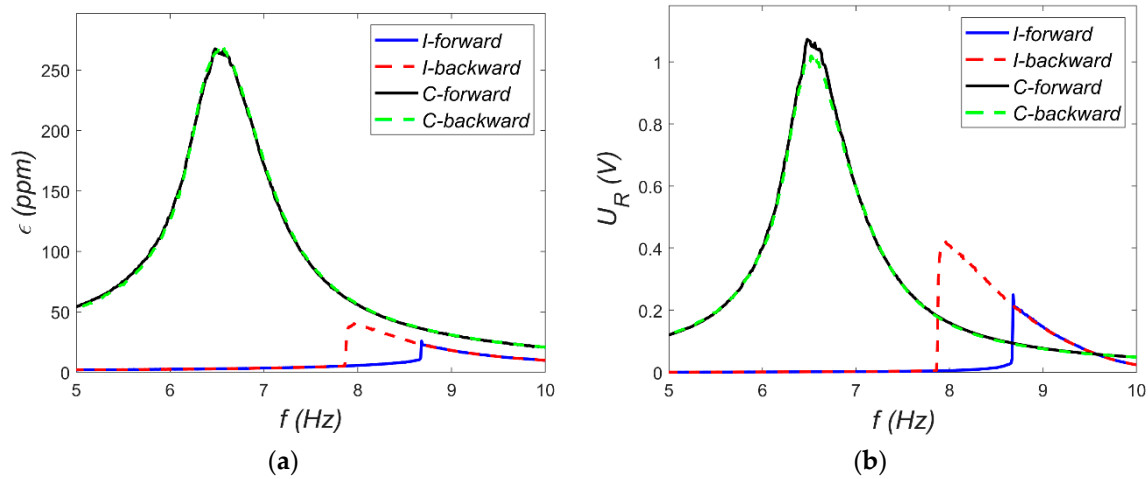 I-forward
I-backward
C-forward
C-backward
250
200
150
100
50
0
ϵ (ppm)
5 6 7 8 9 10
f (Hz)
(a)
I-forward
I-backward
C-forward
C-backward
1
0.8
0.6
0.4
0.2
0
U_R (V)
5 6 7 8 9 10
f (Hz)
(b)